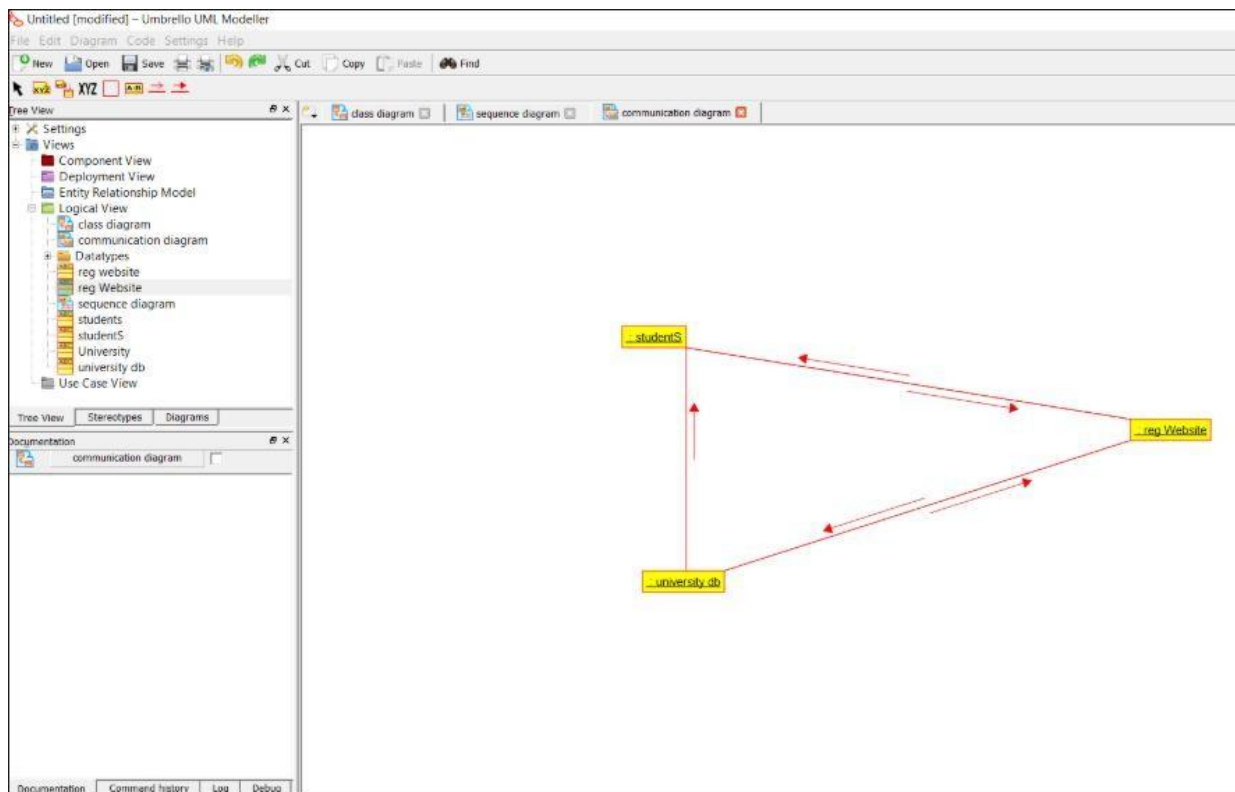 Untitled [modified] – Umbrello UML Modeller
File Edit Diagram Code Settings Help
New Open Save Cut Copy Paste Find
XYZ XYZ A-B
Tree View
class diagram sequence diagram communication diagram
Settings
Views
Component View
Deployment View
Entity Relationship Model
Logical View
class diagram
communication diagram
Datatypes
reg website
reg Website
sequence diagram
students
studentS
University
university db
Use Case View
Tree View Stereotypes Diagrams
Documentation
communication diagram
_: studentS
_: reg Website
_: university db
Documentation Command history Log Debug